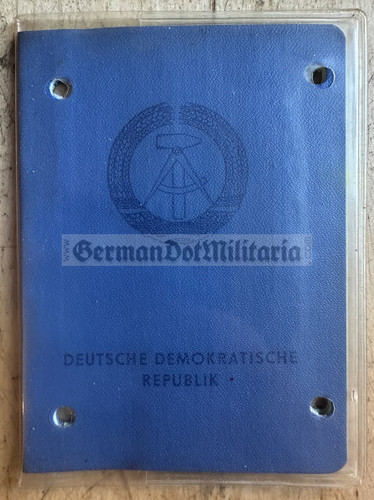 www.GermanDotMilitaria.com
DEUTSCHE DEMOKRATISCHE
REPUBLIK